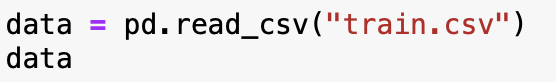 data = pd.read_csv("train.csv")
data